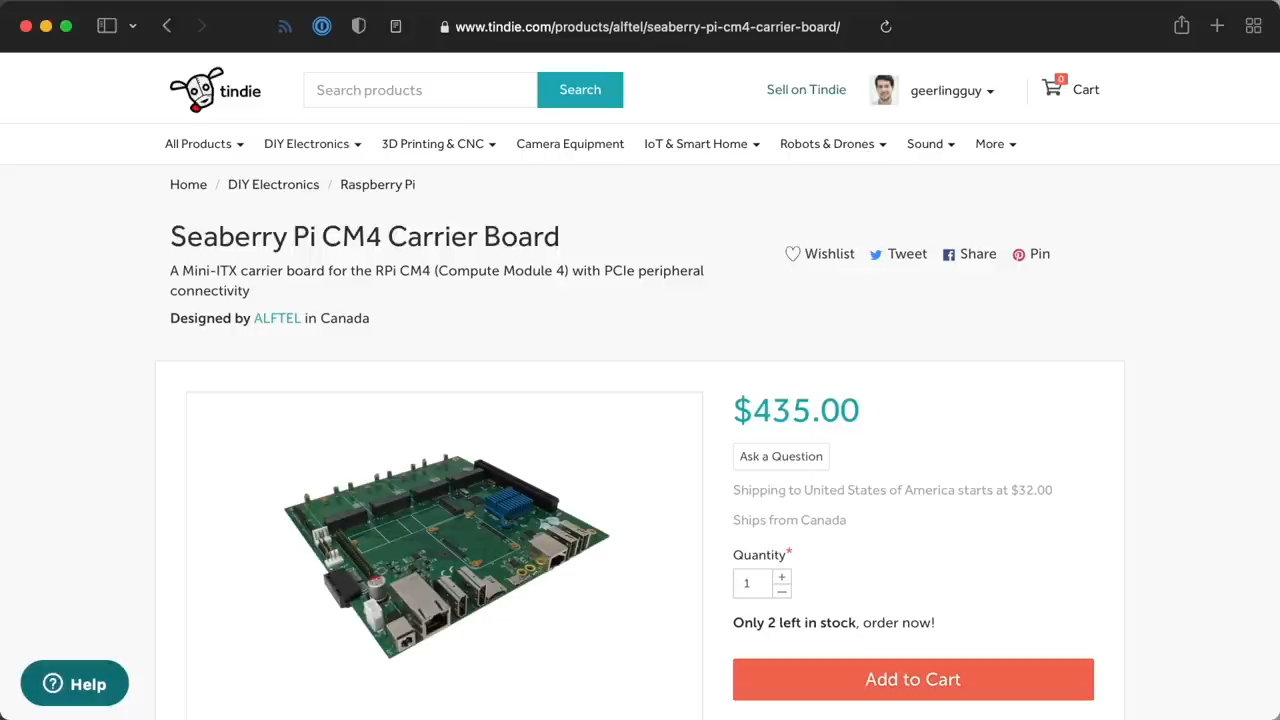 www.tindie.com/products/alftel/seaberry-pi-cm4-carrier-board/
tindie
Search products
Search
Sell on Tindie
geerlingguy
0
Cart
All Products
DIY Electronics
3D Printing & CNC
Camera Equipment
IoT & Smart Home
Robots & Drones
Sound
More
Home / DIY Electronics / Raspberry Pi
Seaberry Pi CM4 Carrier Board
A Mini-ITX carrier board for the RPi CM4 (Compute Module 4) with PCIe peripheral
connectivity
Designed by ALFTEL in Canada
Wishlist
Tweet
Share
Pin
$435.00
Ask a Question
Shipping to United States of America starts at $32.00
Ships from Canada
Quantity*
1
+
−
Only 2 left in stock, order now!
Add to Cart
? Help